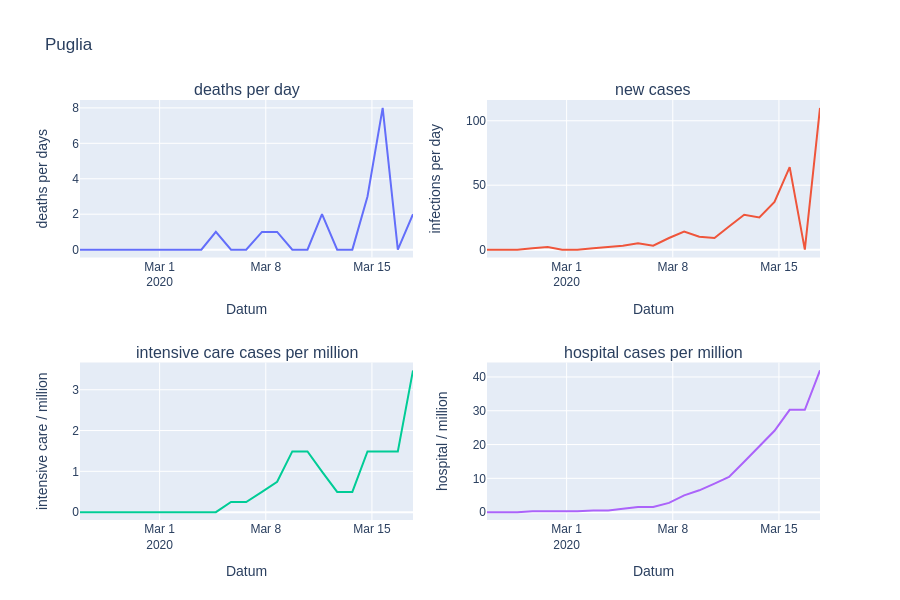 Puglia
deaths per day
deaths per days
8
6
4
2
0
Mar 1
2020
Mar 8
Mar 15
Datum
new cases
infections per day
100
50
0
Mar 1
2020
Mar 8
Mar 15
Datum
intensive care cases per million
intensive care / million
3
2
1
0
Mar 1
2020
Mar 8
Mar 15
Datum
hospital cases per million
hospital / million
40
30
20
10
0
Mar 1
2020
Mar 8
Mar 15
Datum